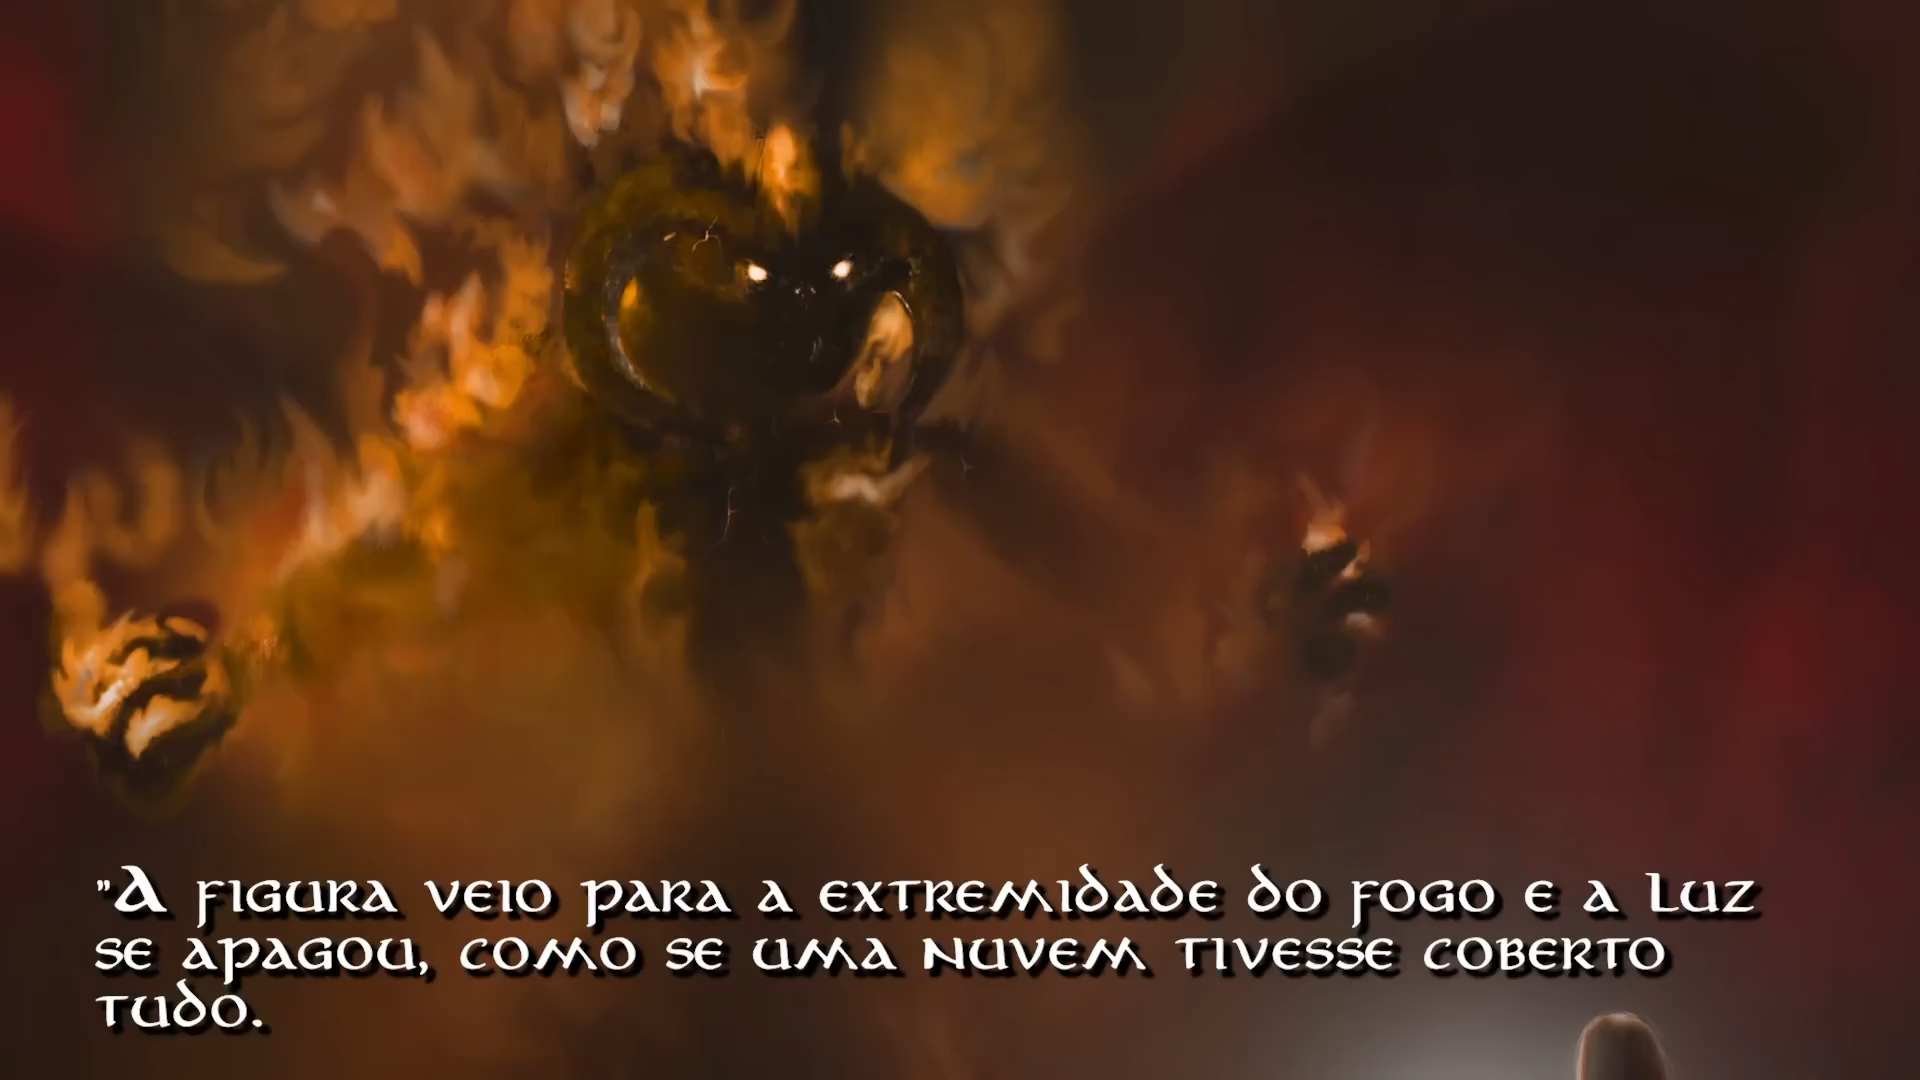 "A figura veio para a extremidade do fogo e a luz
se apagou, como se uma nuvem tivesse coberto
tudo.